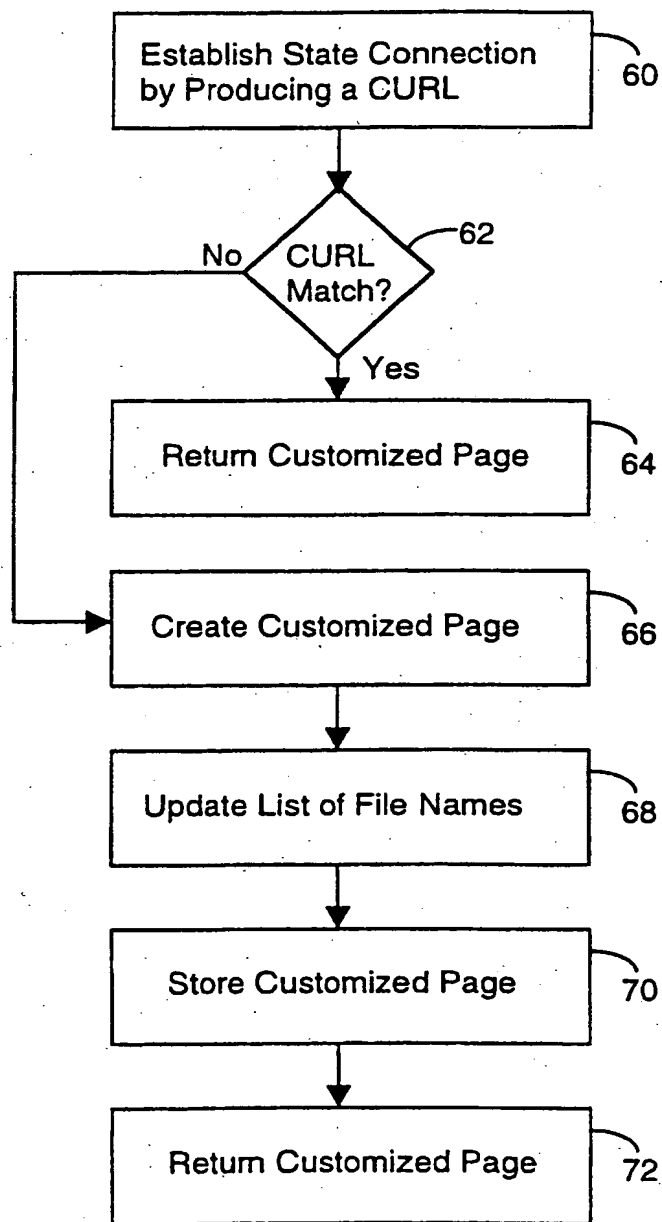 Establish State Connection
by Producing a CURL
60
CURL
Match?
62
No
Yes
Return Customized Page
64
Create Customized Page
66
Update List of File Names
68
Store Customized Page
70
Return Customized Page
72